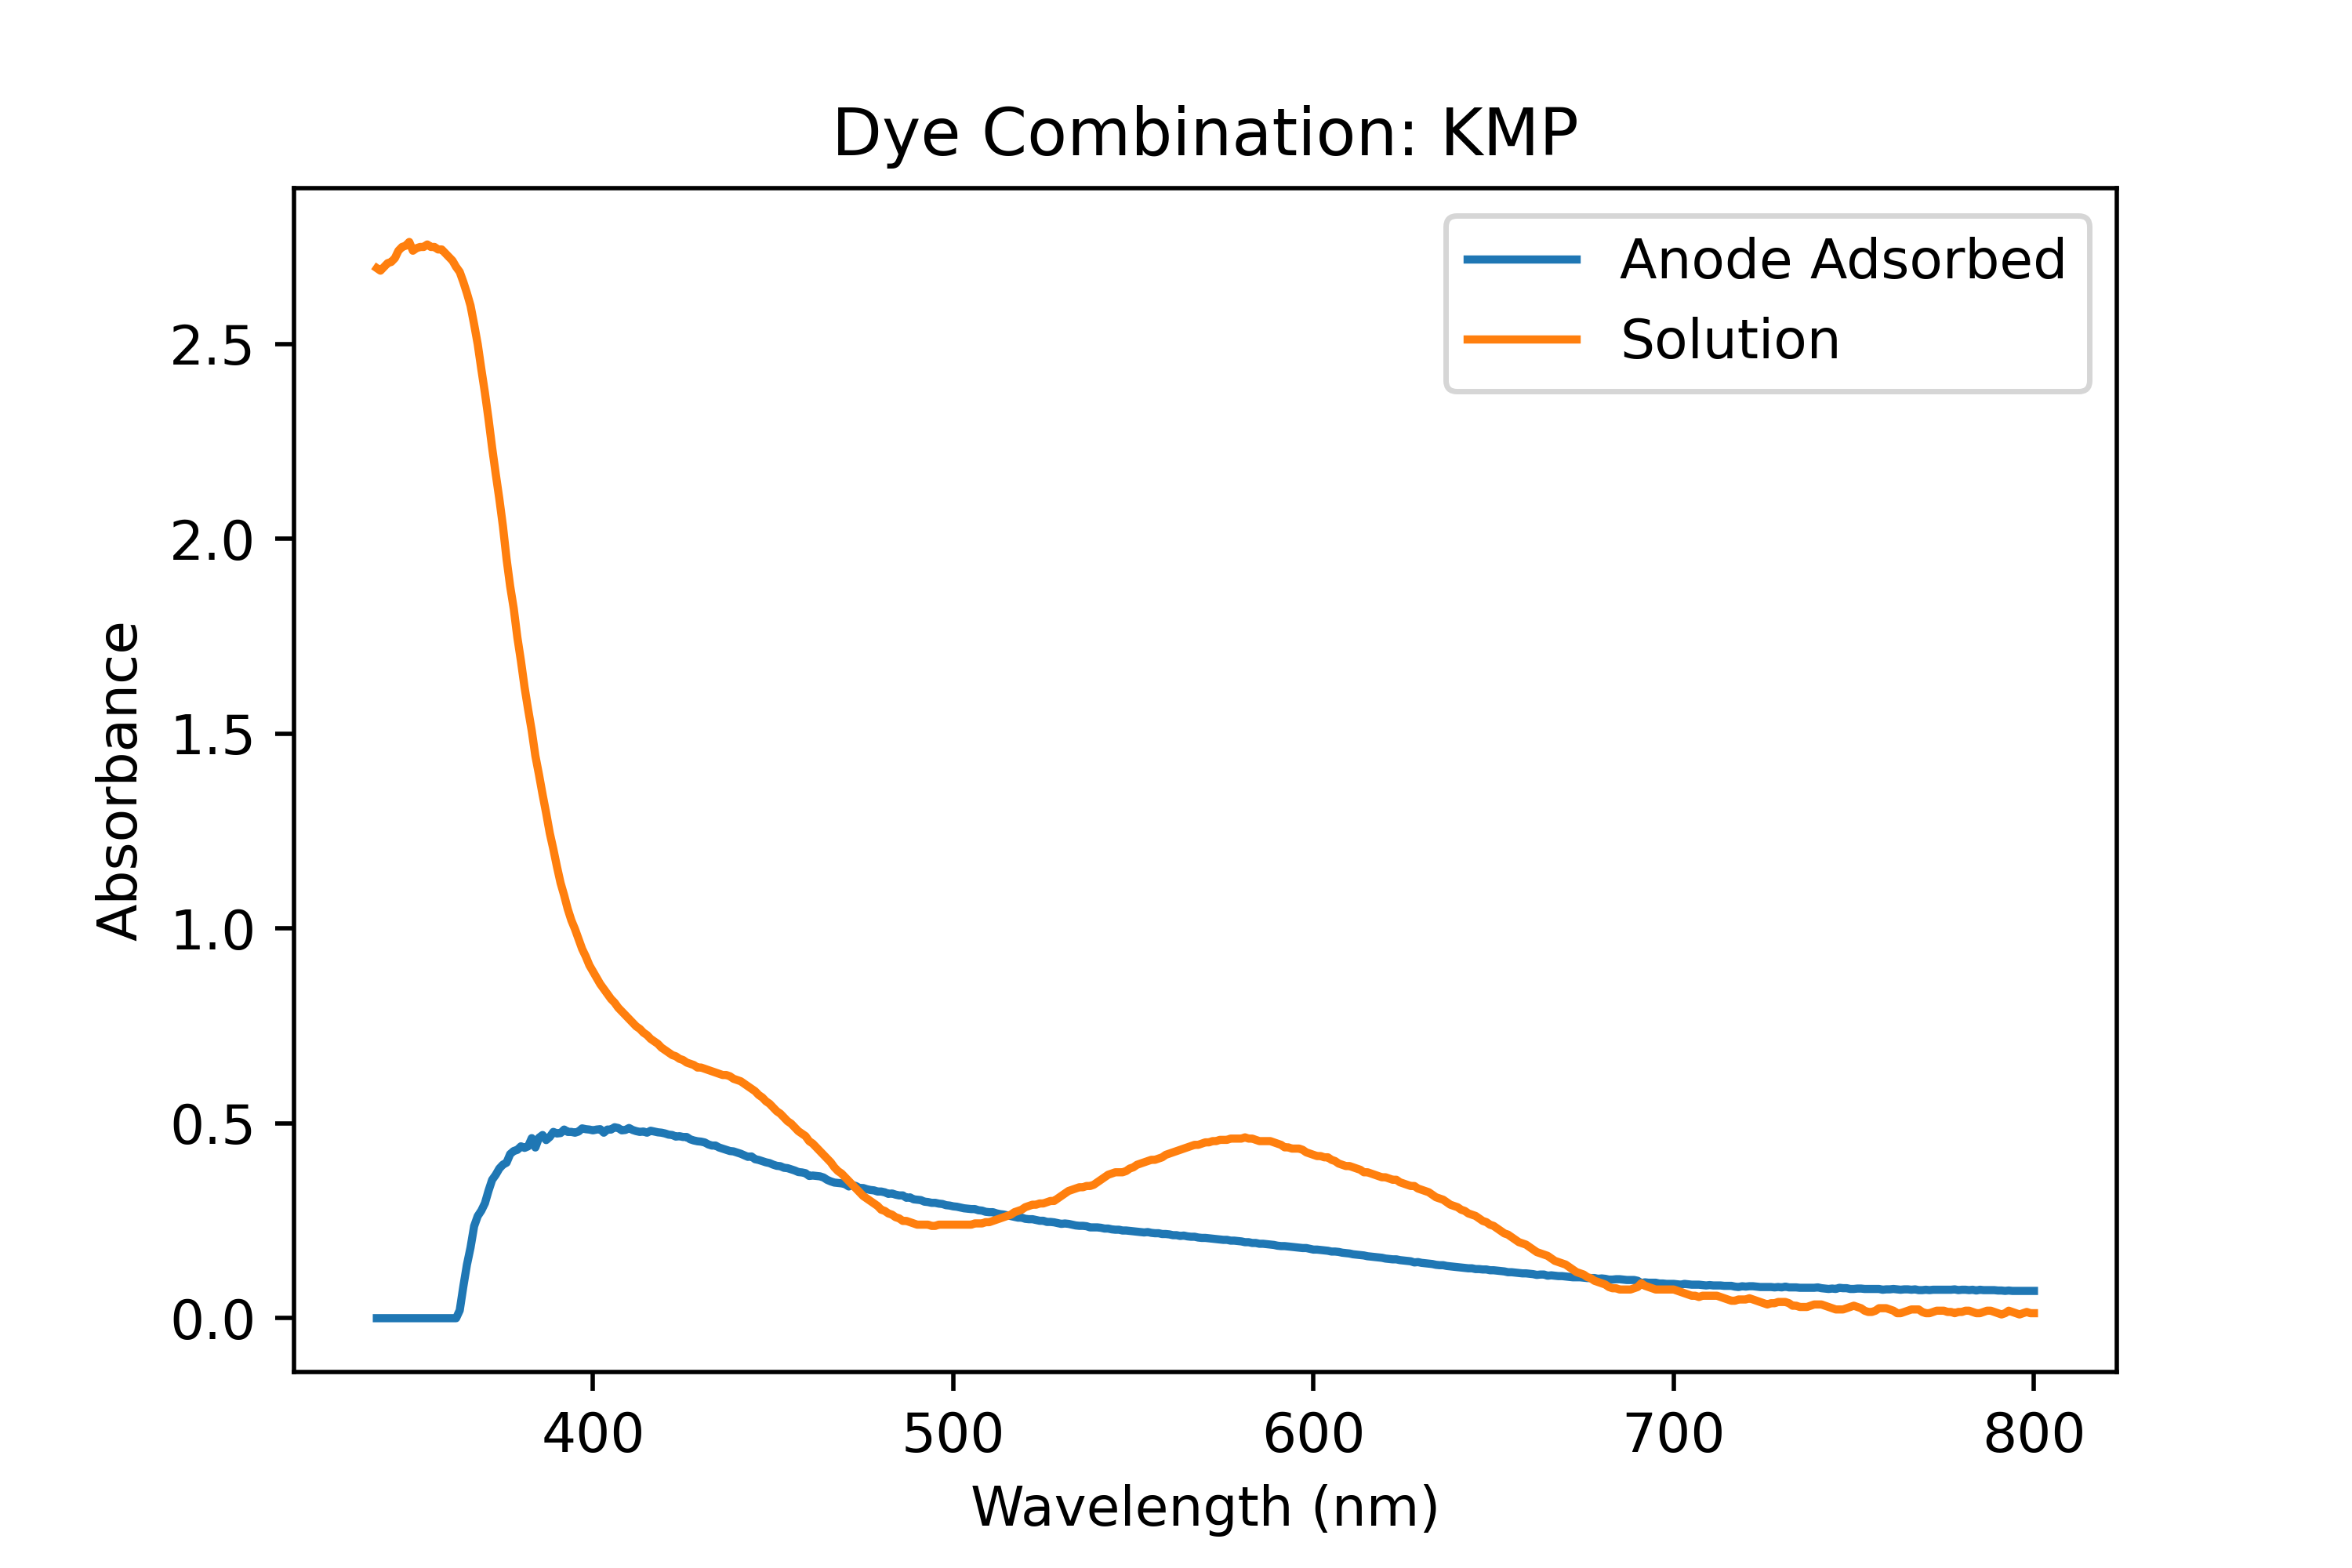 Dye Combination: KMP
Anode Adsorbed
Solution
Absorbance
2.5
2.0
1.5
1.0
0.5
0.0
400 500 600 700 800
Wavelength (nm)